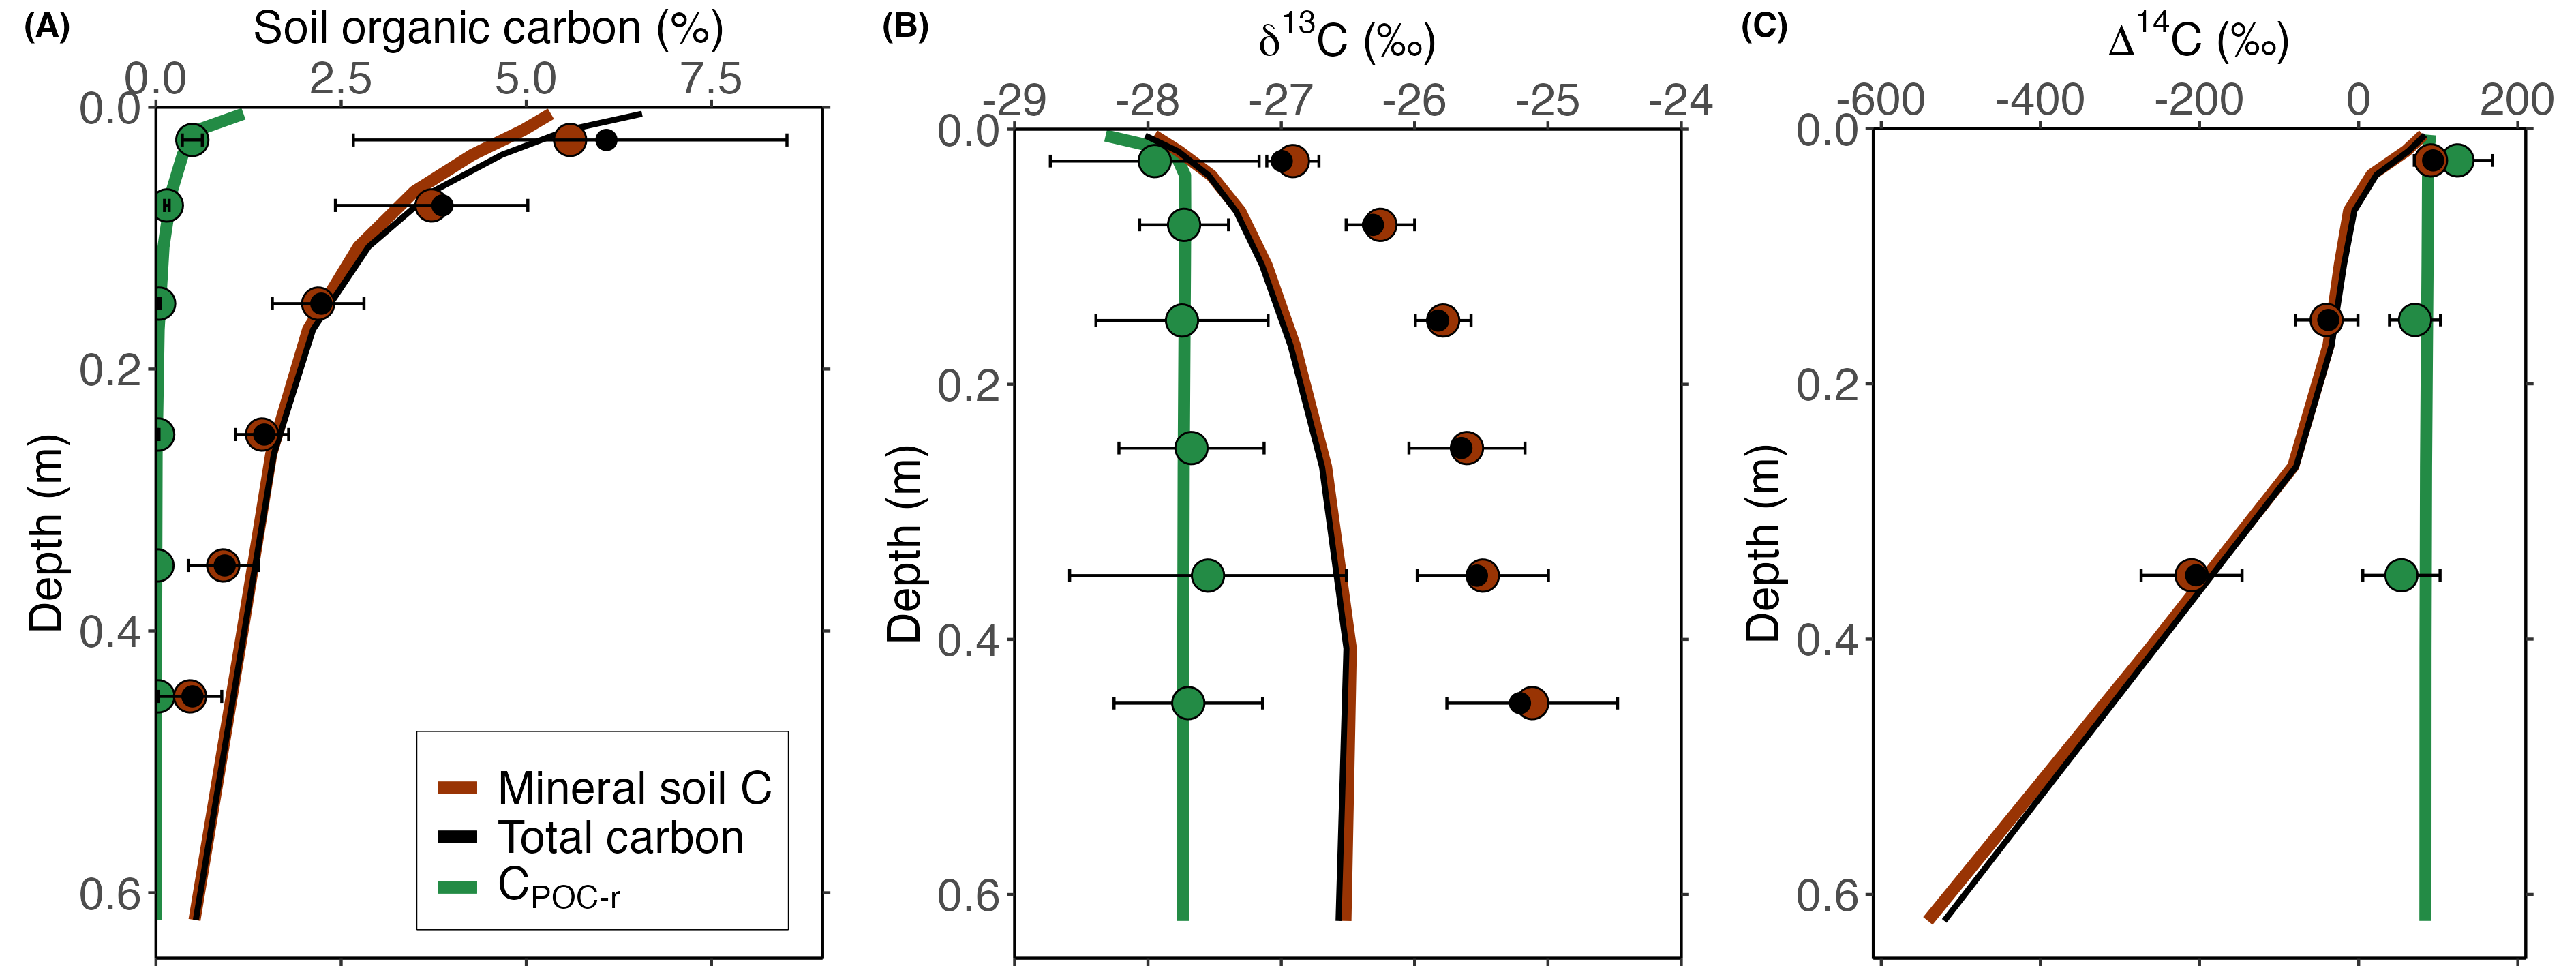 (A) Soil organic carbon (%)
0.0 2.5 5.0 7.5
0.0
0.2
0.4
0.6
Depth (m)
Mineral soil C
Total carbon
C_POC-r
(B) δ¹³C (‰)
-29 -28 -27 -26 -25 -24
0.0
0.2
0.4
0.6
Depth (m)
(C) Δ¹⁴C (‰)
-600 -400 -200 0 200
0.0
0.2
0.4
0.6
Depth (m)